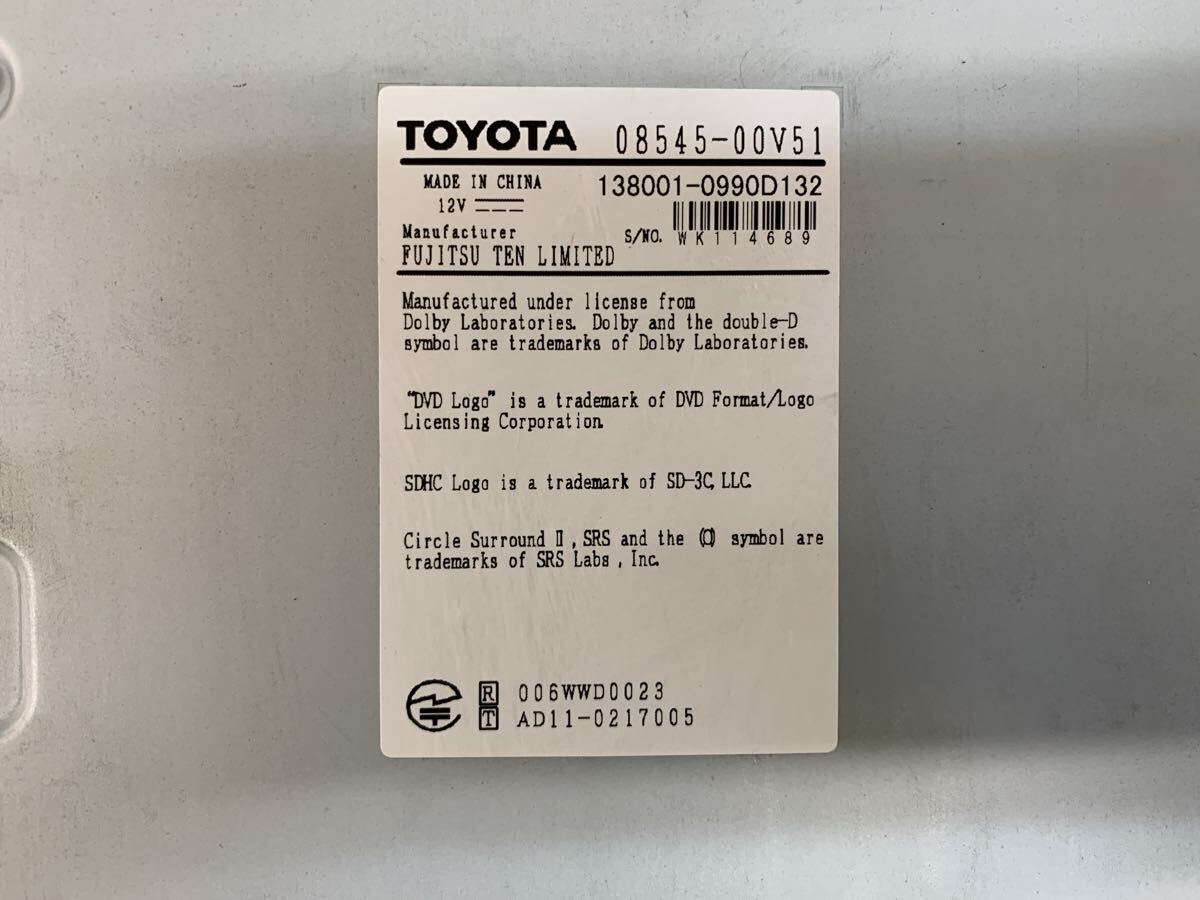 TOYOTA 08545-00V51
MADE IN CHINA 138001-0990D132
12V
Manufacturer S/NO. WK114689
FUJITSU TEN LIMITED
Manufactured under license from
Dolby Laboratories. Dolby and the double-D
symbol are trademarks of Dolby Laboratories.
"DVD Logo" is a trademark of DVD Format/Logo
Licensing Corporation.
SDHC Logo is a trademark of SD-3C, LLC.
Circle Surround Ⅱ, SRS and the (O) symbol are
trademarks of SRS Labs, Inc.
R 006WWD0023
T AD11-0217005